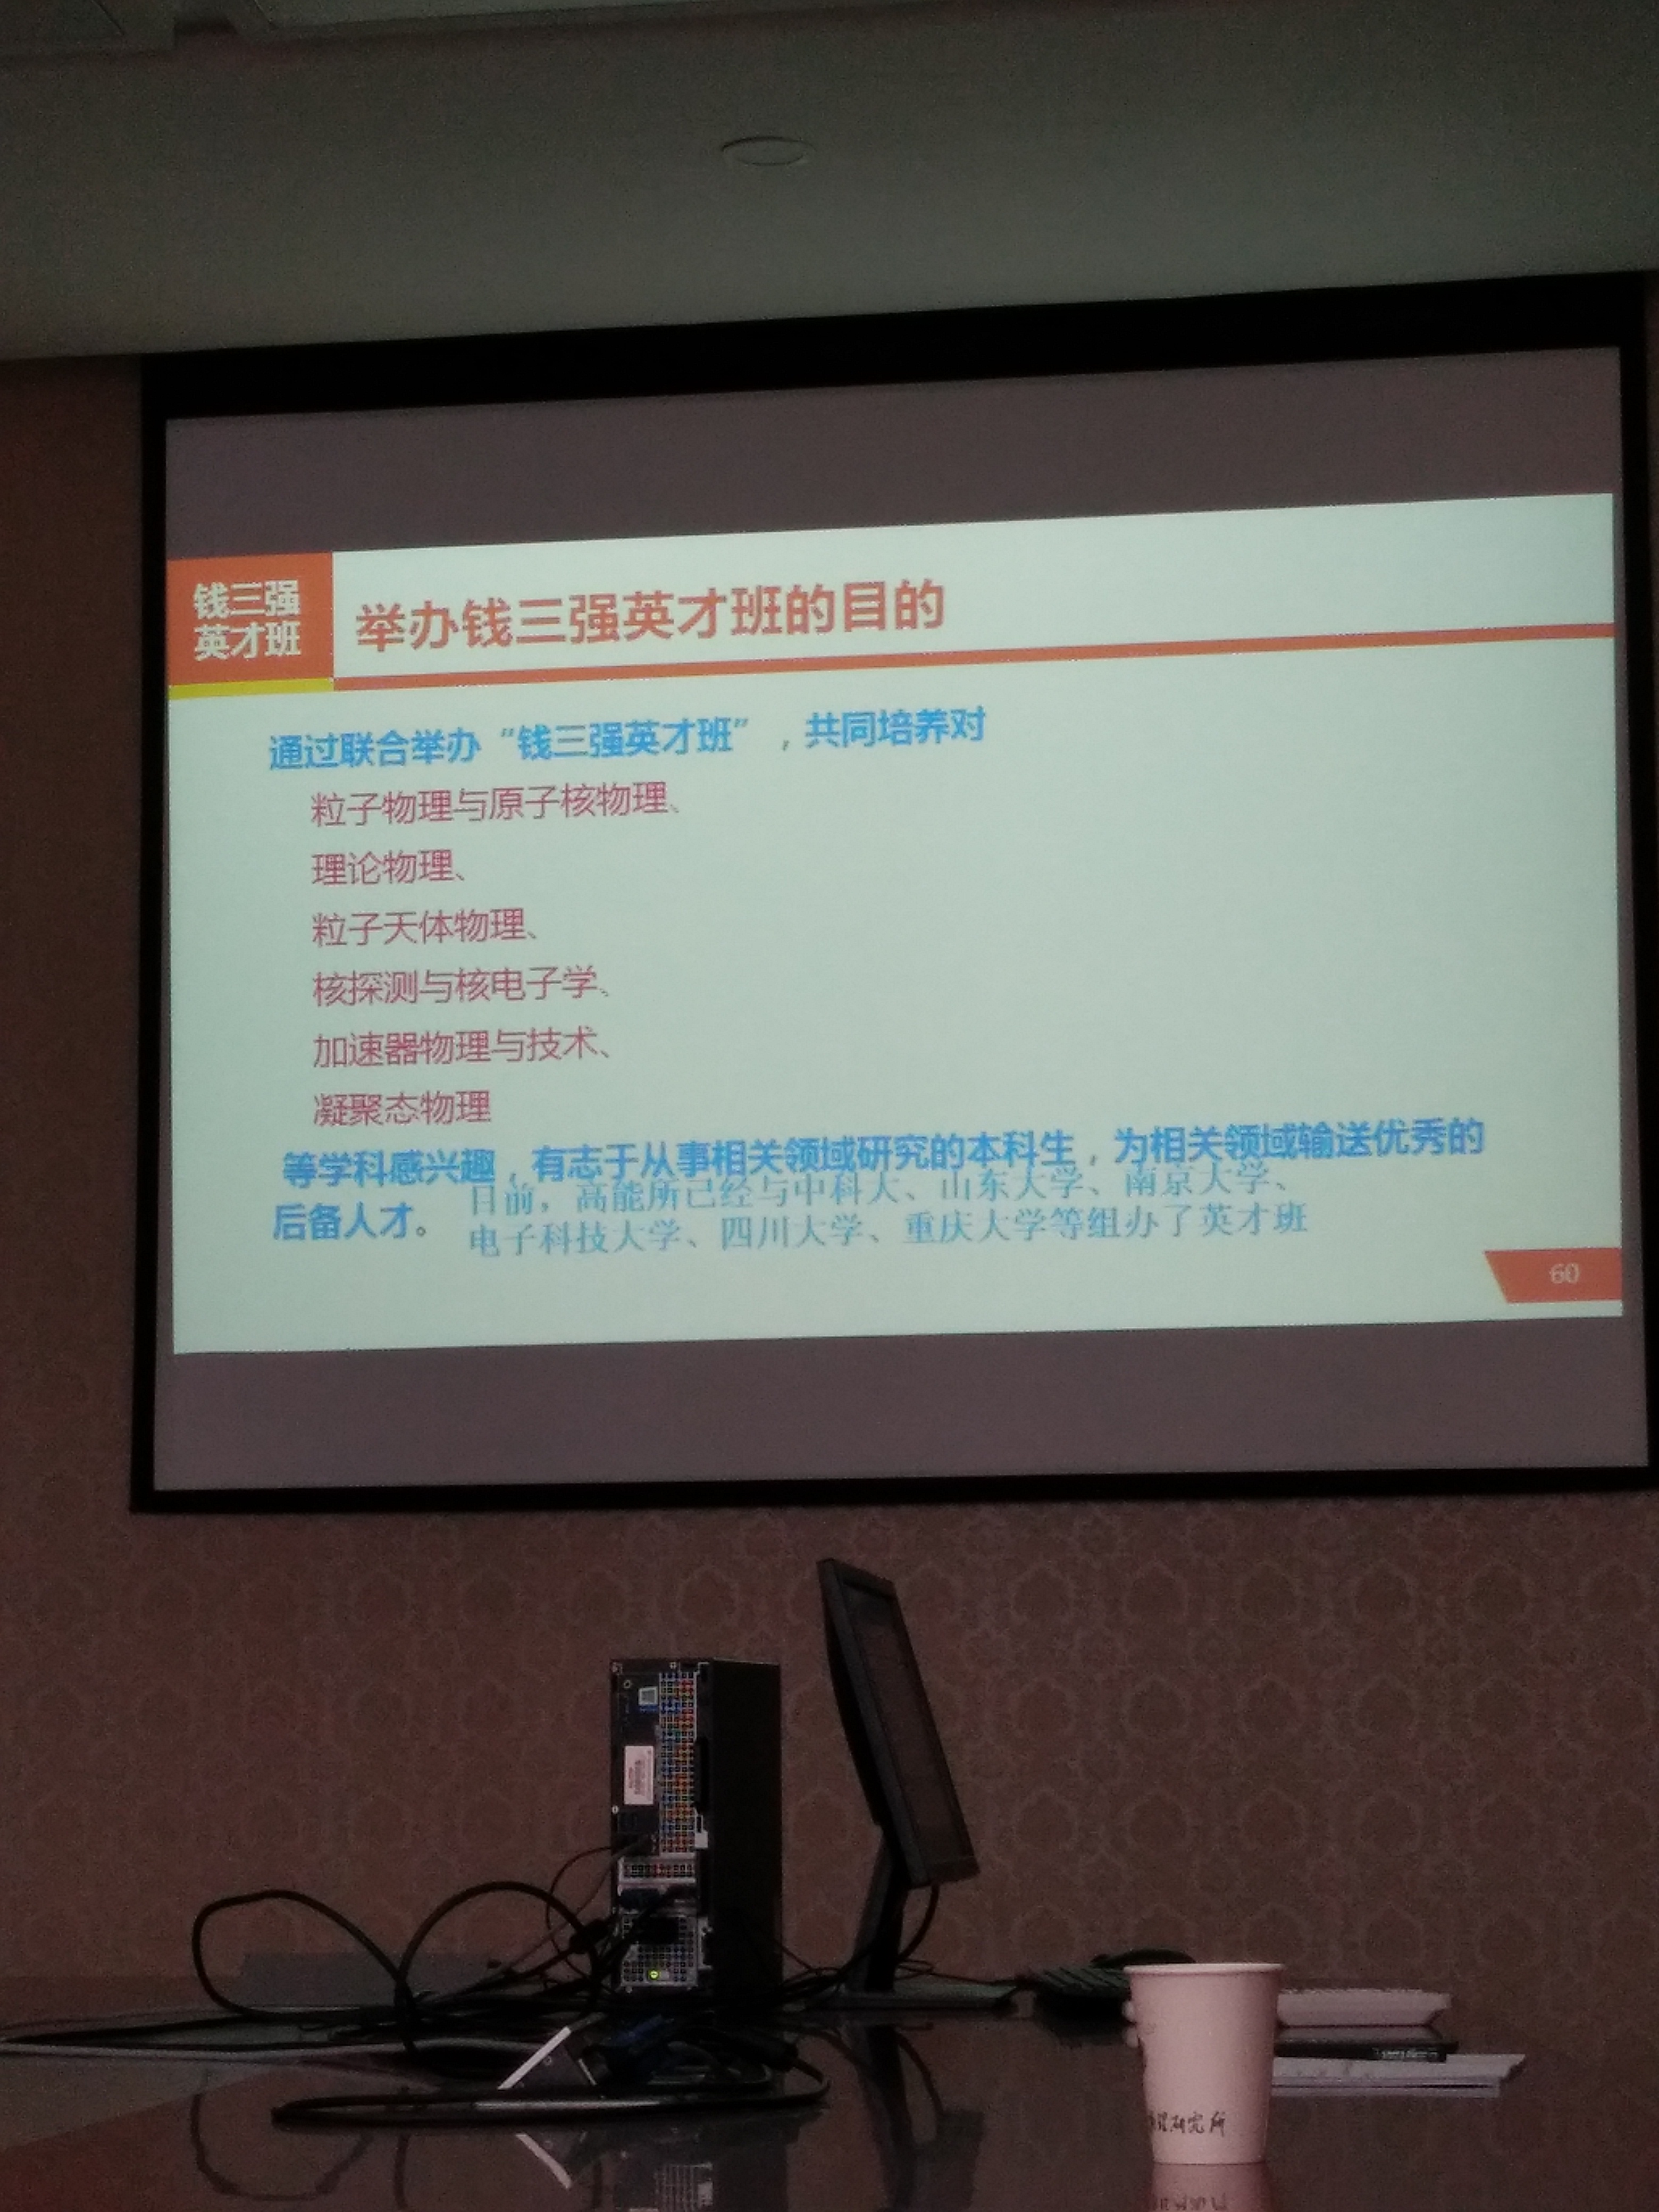 钱三强
英才班
举办钱三强英才班的目的
通过联合举办“钱三强英才班”,共同培养对
粒子物理与原子核物理、
理论物理、
粒子天体物理、
核探测与核电子学、
加速器物理与技术、
凝聚态物理
等学科感兴趣,有志于从事相关领域研究的本科生,为相关领域输送优秀的
后备人才。
目前,高能所已经与中科大、山东大学、南京大学、
电子科技大学、四川大学、重庆大学等组办了英才班
60
研究所